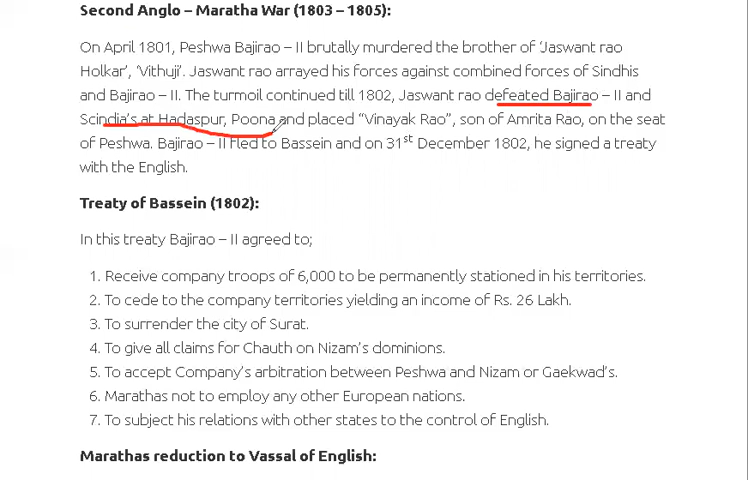 Second Anglo – Maratha War (1803 – 1805):
On April 1801, Peshwa Bajirao – II brutally murdered the brother of ‘Jaswant rao
Holkar’, ‘Vithuji’. Jaswant rao arrayed his forces against combined forces of Sindhis
and Bajirao – II. The turmoil continued till 1802, Jaswant rao defeated Bajirao – II and
Scindia’s at Hadaspur, Poona and placed “Vinayak Rao”, son of Amrita Rao, on the seat
of Peshwa. Bajirao – II fled to Bassein and on 31st December 1802, he signed a treaty
with the English.
Treaty of Bassein (1802):
In this treaty Bajirao – II agreed to;
1. Receive company troops of 6,000 to be permanently stationed in his territories.
2. To cede to the company territories yielding an income of Rs. 26 Lakh.
3. To surrender the city of Surat.
4. To give all claims for Chauth on Nizam’s dominions.
5. To accept Company’s arbitration between Peshwa and Nizam or Gaekwad’s.
6. Marathas not to employ any other European nations.
7. To subject his relations with other states to the control of English.
Marathas reduction to Vassal of English: